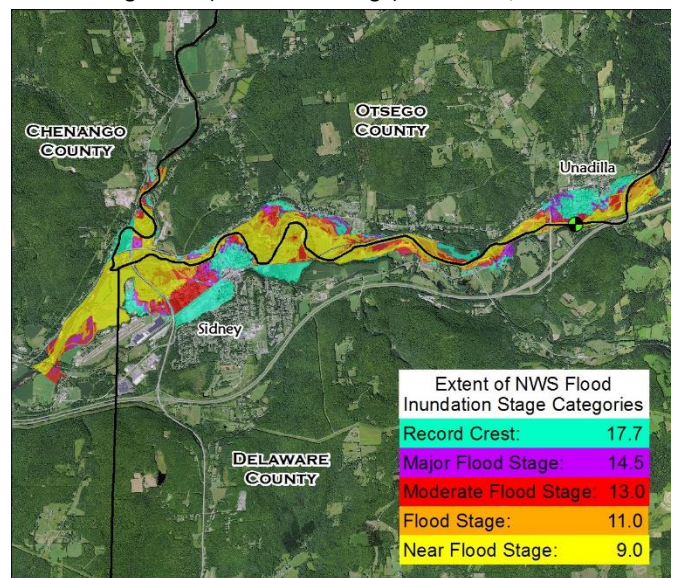 OTSEGO
COUNTY
CHENANGO
COUNTY
Unadilla
Sidney
DELAWARE
COUNTY
Extent of NWS Flood
Inundation Stage Categories
Record Crest: 17.7
Major Flood Stage: 14.5
Moderate Flood Stage: 13.0
Flood Stage: 11.0
Near Flood Stage: 9.0